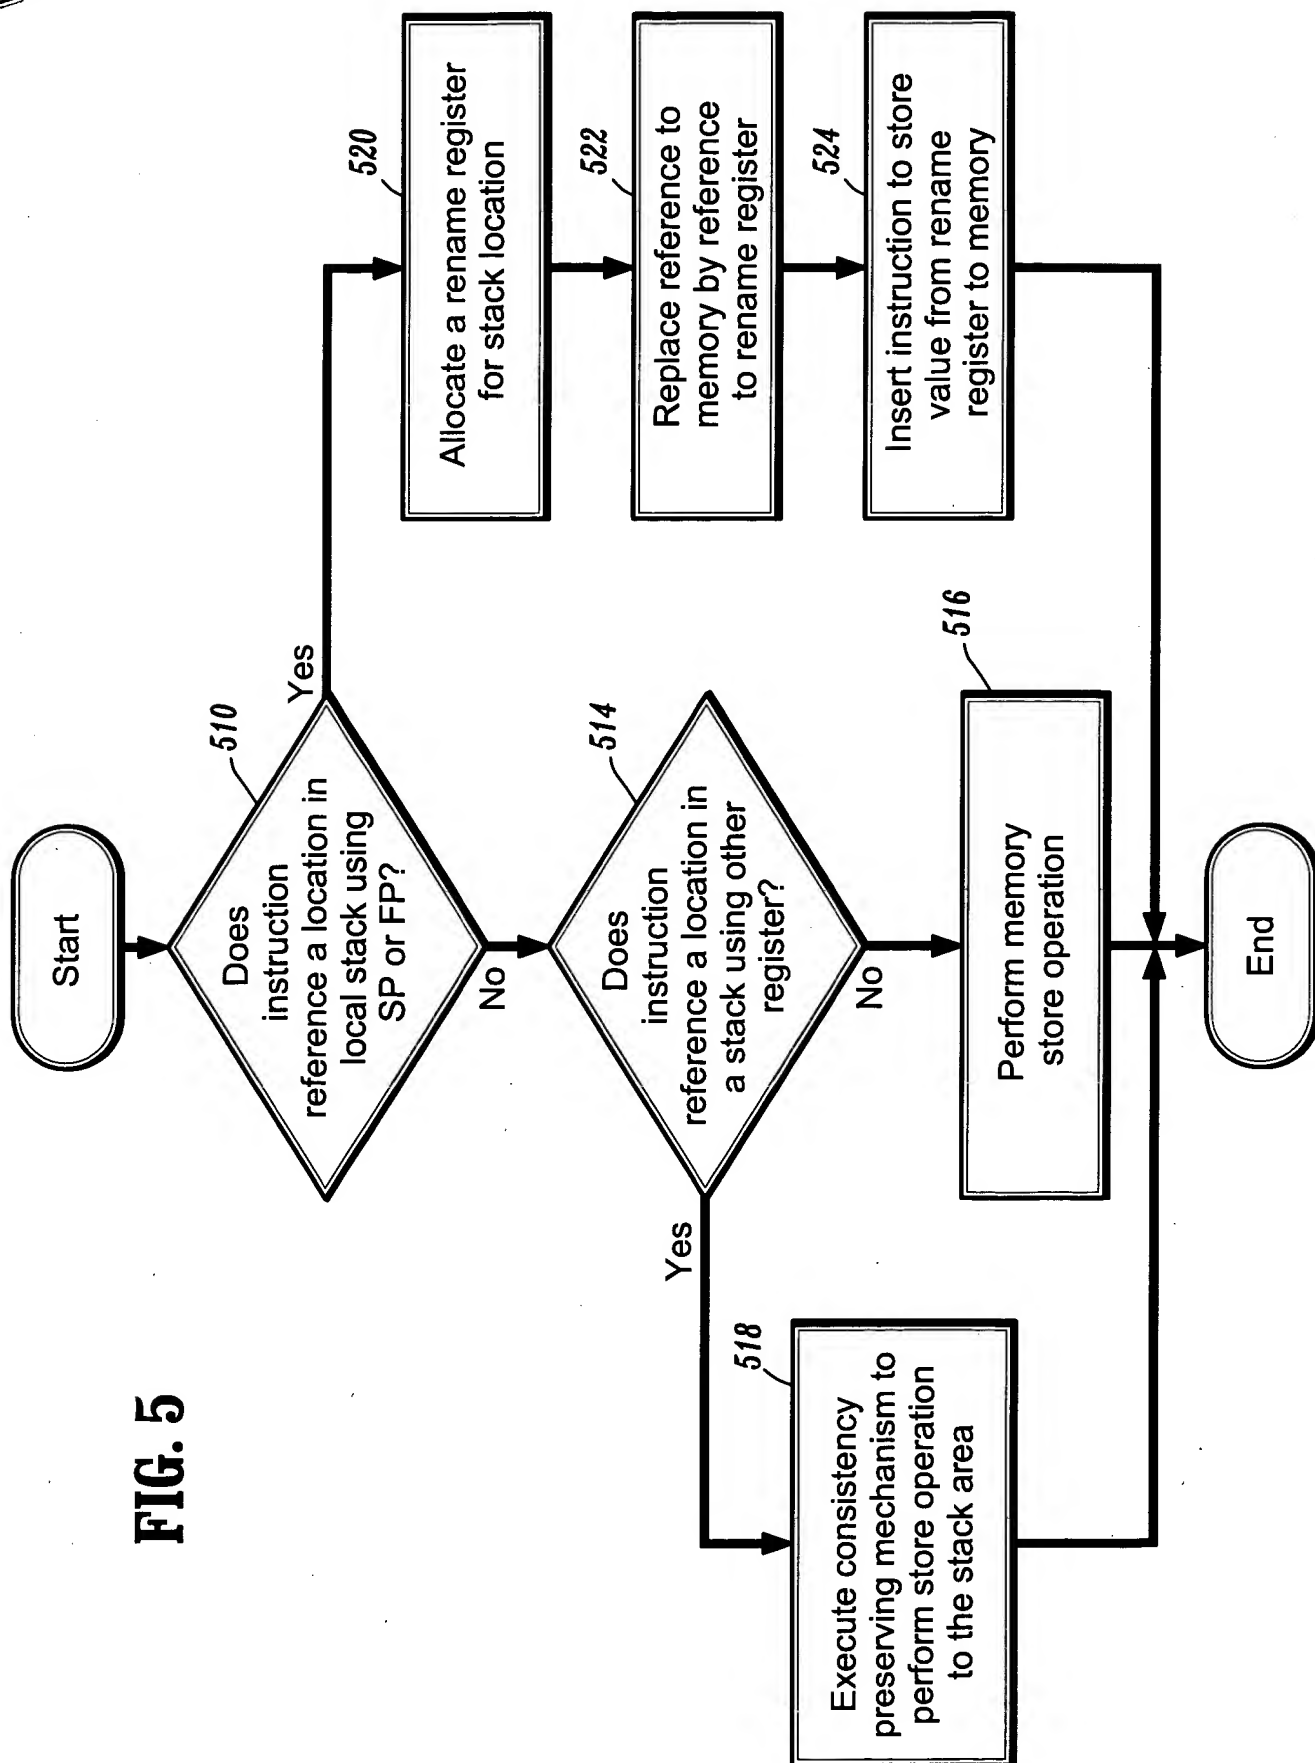 FIG. 5
Start
510
Does
instruction
reference a location in
local stack using
SP or FP?
Yes
No
520
Allocate a rename register
for stack location
522
Replace reference to
memory by reference
to rename register
524
Insert instruction to store
value from rename
register to memory
514
Does
instruction
reference a location in
a stack using other
register?
Yes
No
518
Execute consistency
preserving mechanism to
perform store operation
to the stack area
516
Perform memory
store operation
End